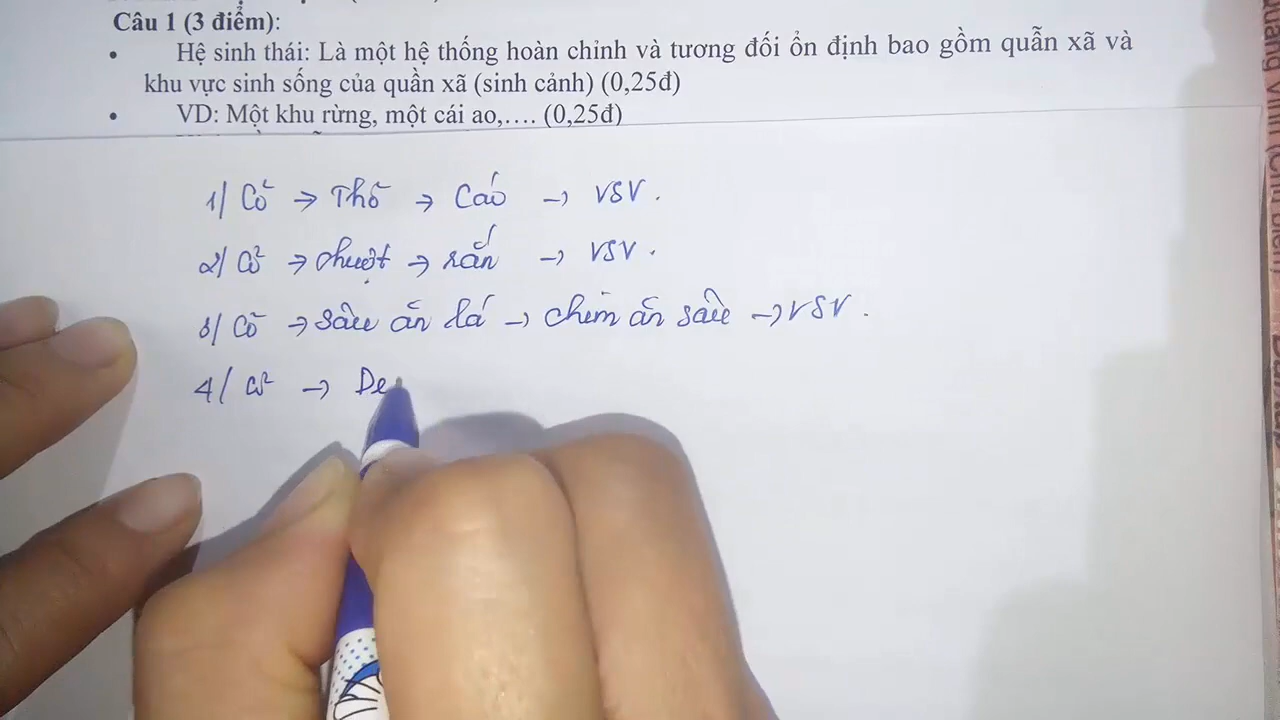 Câu 1 (3 điểm):
• Hệ sinh thái: Là một hệ thống hoàn chỉnh và tương đối ổn định bao gồm quẫn xã và
khu vực sinh sống của quần xã (sinh cảnh) (0,25đ)
• VD: Một khu rừng, một cái ao,…. (0,25đ)
1/ Cỏ → Thỏ → Cáo → VSV.
2/ Cỏ → chuột → rắn → VSV.
3/ Cỏ → sâu ăn lá → chim ăn sâu → VSV.
4/ Cỏ → De